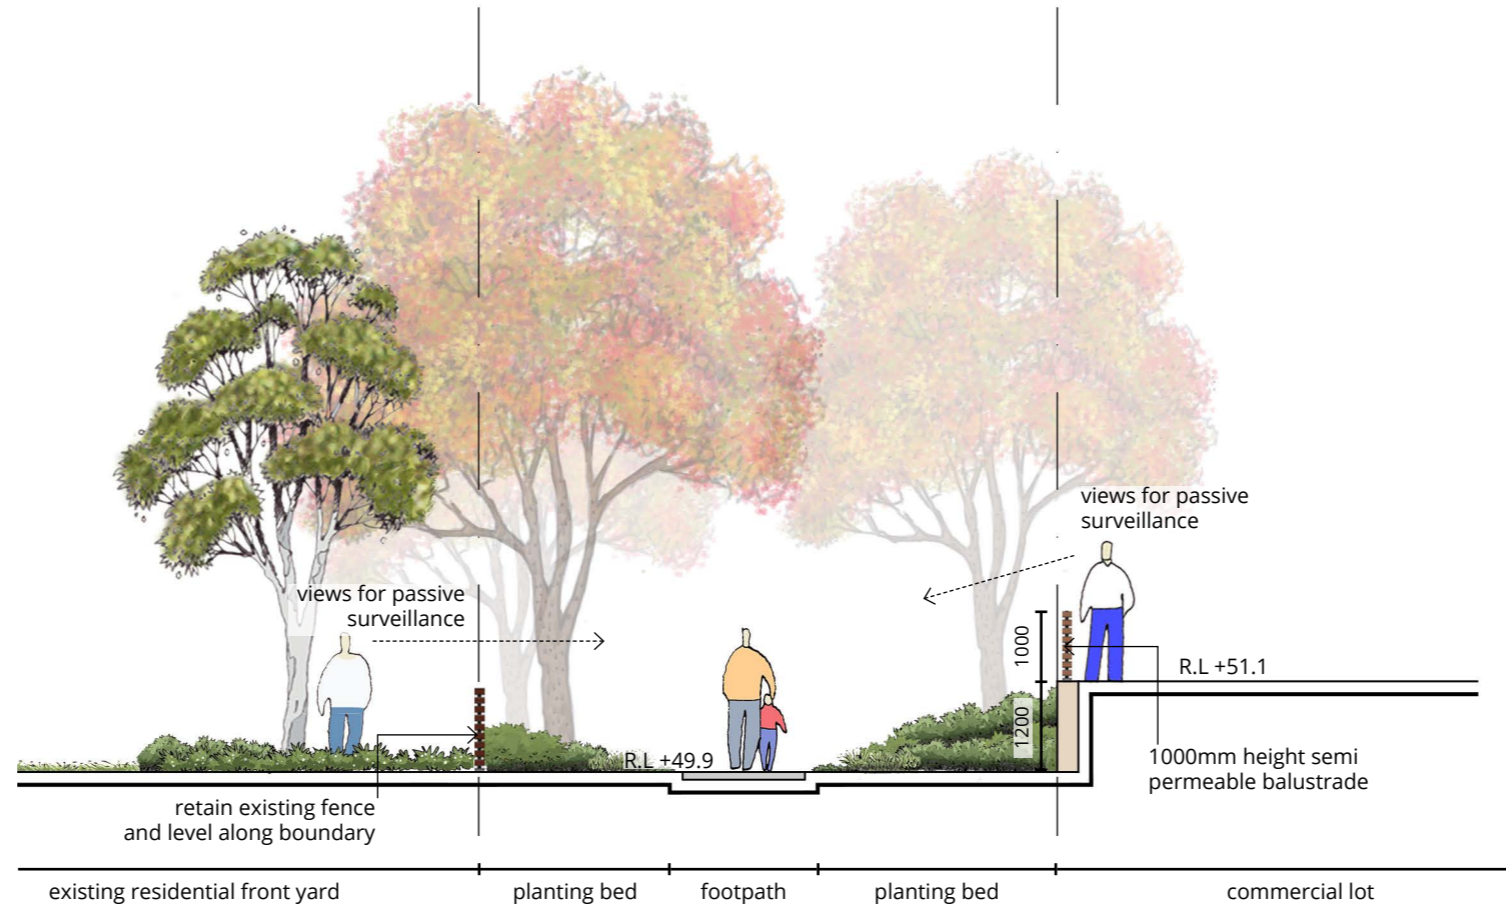 views for passive
surveillance
views for passive
surveillance
1000
R.L +51.1
1200
R.L +49.9
1000mm height semi
permeable balustrade
retain existing fence
and level along boundary
existing residential front yard
planting bed
footpath
planting bed
commercial lot